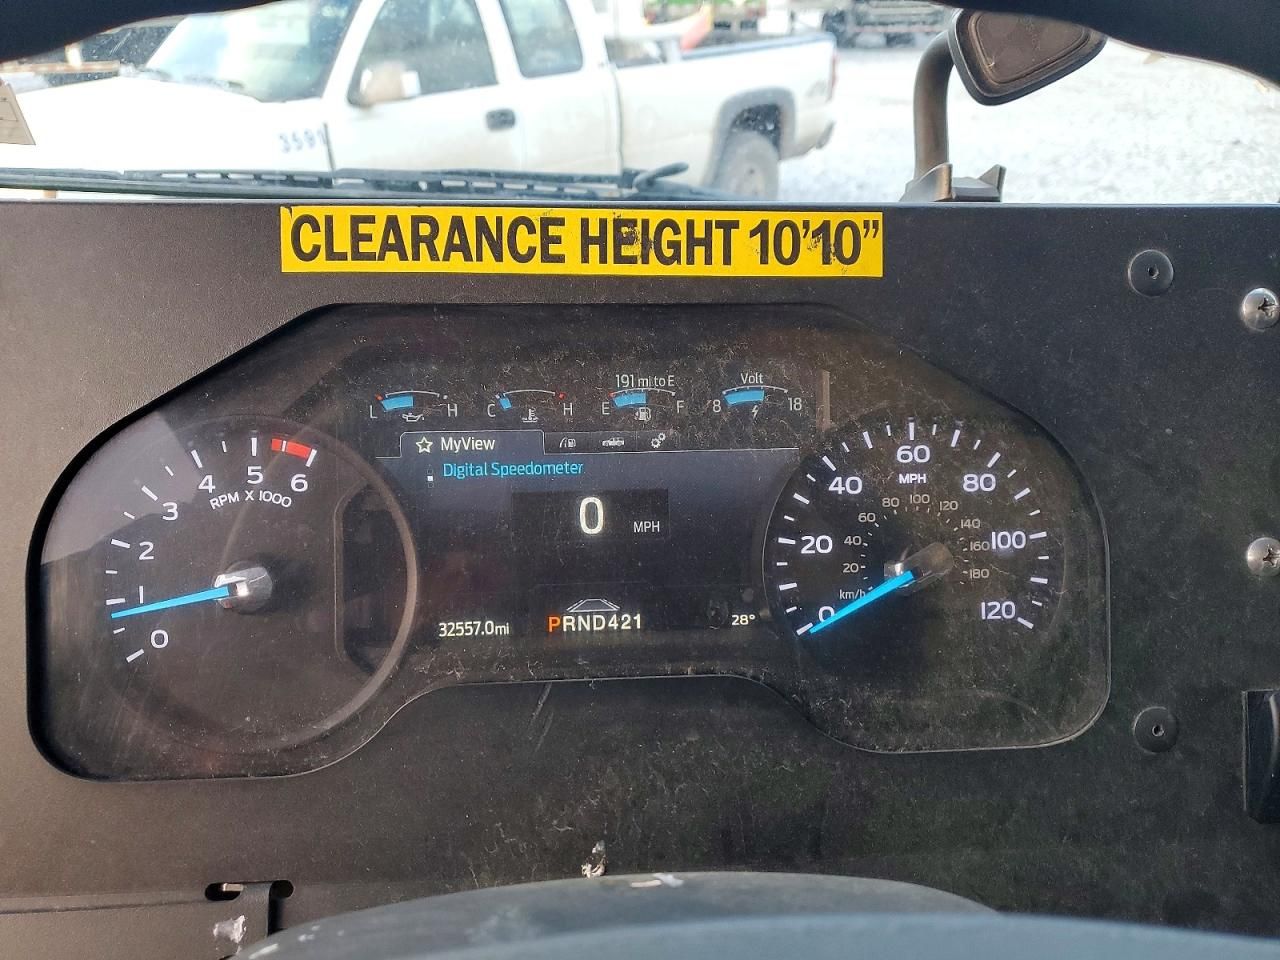 3591
CLEARANCE HEIGHT 10'10”
191 mi to E
Volt
L H C H E F 8 18
MyView
Digital Speedometer
0 MPH
32557.0mi
PRND421
28°
0
1
2
3
4
5
6
RPM X 1000
0
20
40
60
80
100
120
MPH
20
40
60
80
100
120
140
160
180
km/h